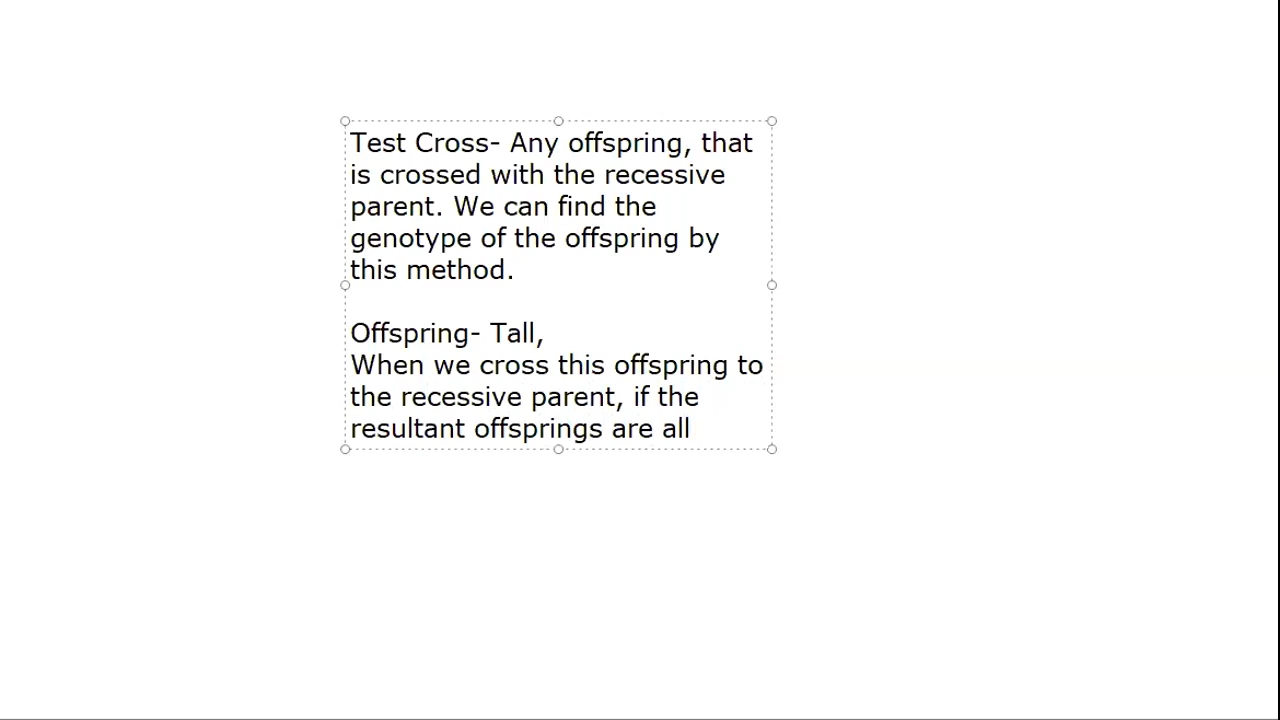 Test Cross- Any offspring, that
is crossed with the recessive
parent. We can find the
genotype of the offspring by
this method.
Offspring- Tall,
When we cross this offspring to
the recessive parent, if the
resultant offsprings are all